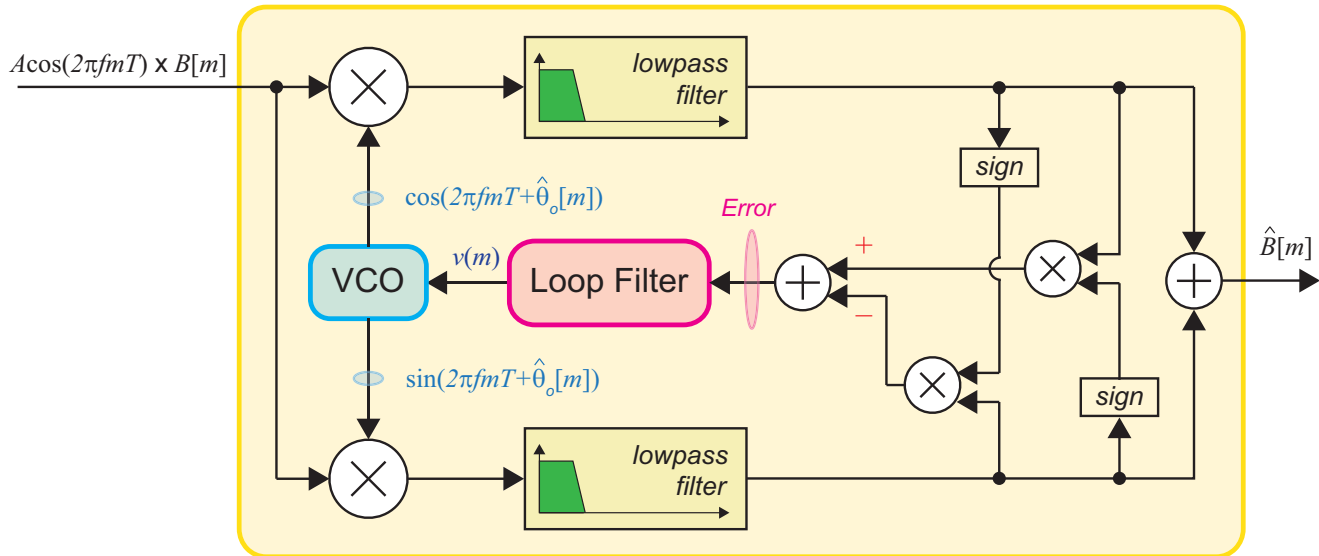 Acos(2πfmT) x B[m]
lowpass
filter
sign
cos(2πfmT+θ̂ₒ[m])
Error
+
B̂[m]
v(m)
VCO
Loop Filter
−
sin(2πfmT+θ̂ₒ[m])
sign
lowpass
filter